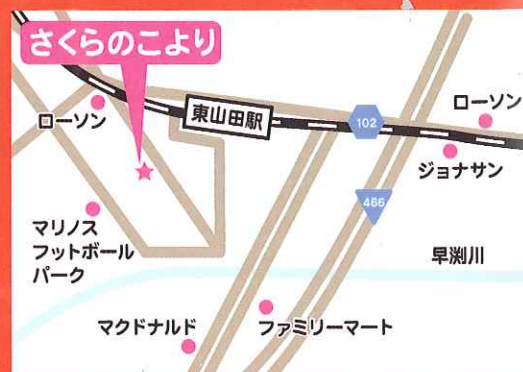 さくらのこより
ローソン
東山田駅
102
ローソン
ジョナサン
466
マリノス
フットボール
パーク
早渕川
マクドナルド
ファミリーマート